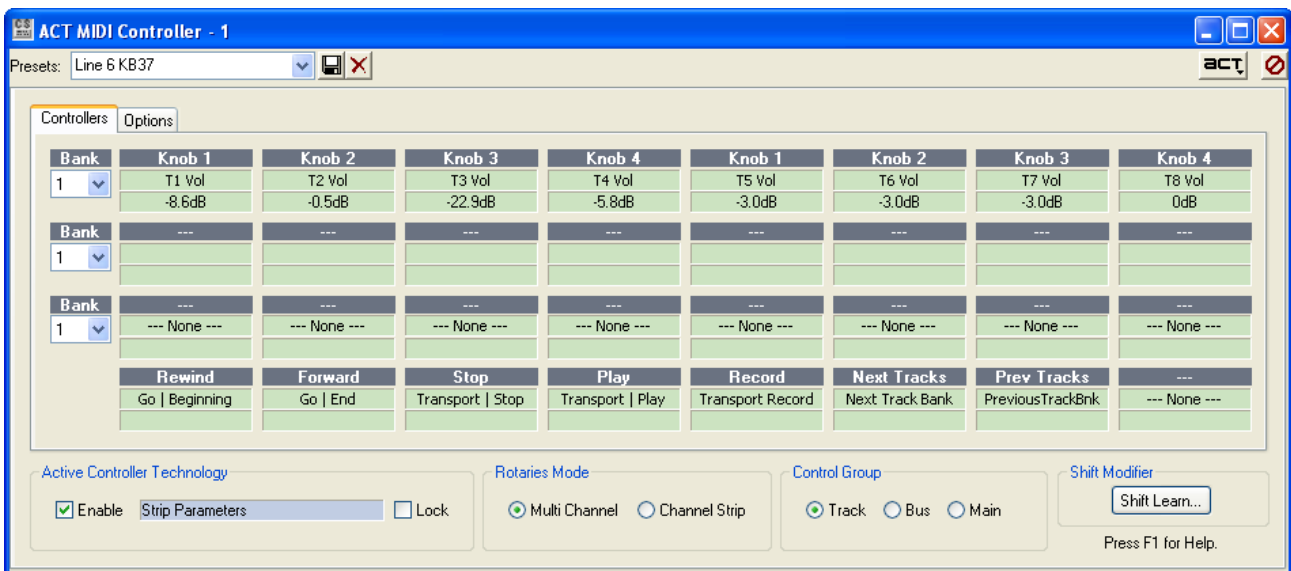 ACT MIDI Controller - 1
Presets: Line 6 KB37 act
Controllers Options
Bank Knob 1 Knob 2 Knob 3 Knob 4 Knob 1 Knob 2 Knob 3 Knob 4
1 T1 Vol T2 Vol T3 Vol T4 Vol T5 Vol T6 Vol T7 Vol T8 Vol
-8.6dB -0.5dB -22.9dB -5.8dB -3.0dB -3.0dB -3.0dB 0dB
Bank --- --- --- --- --- --- --- ---
1
Bank --- --- --- --- --- --- --- ---
1 --- None --- --- None --- --- None --- --- None --- --- None --- --- None --- --- None --- --- None ---
Rewind Forward Stop Play Record Next Tracks Prev Tracks ---
Go | Beginning Go | End Transport | Stop Transport | Play Transport Record Next Track Bank PreviousTrackBnk --- None ---
Active Controller Technology Rotaries Mode Control Group Shift Modifier
Enable Strip Parameters Lock Multi Channel Channel Strip Track Bus Main Shift Learn...
Press F1 for Help.